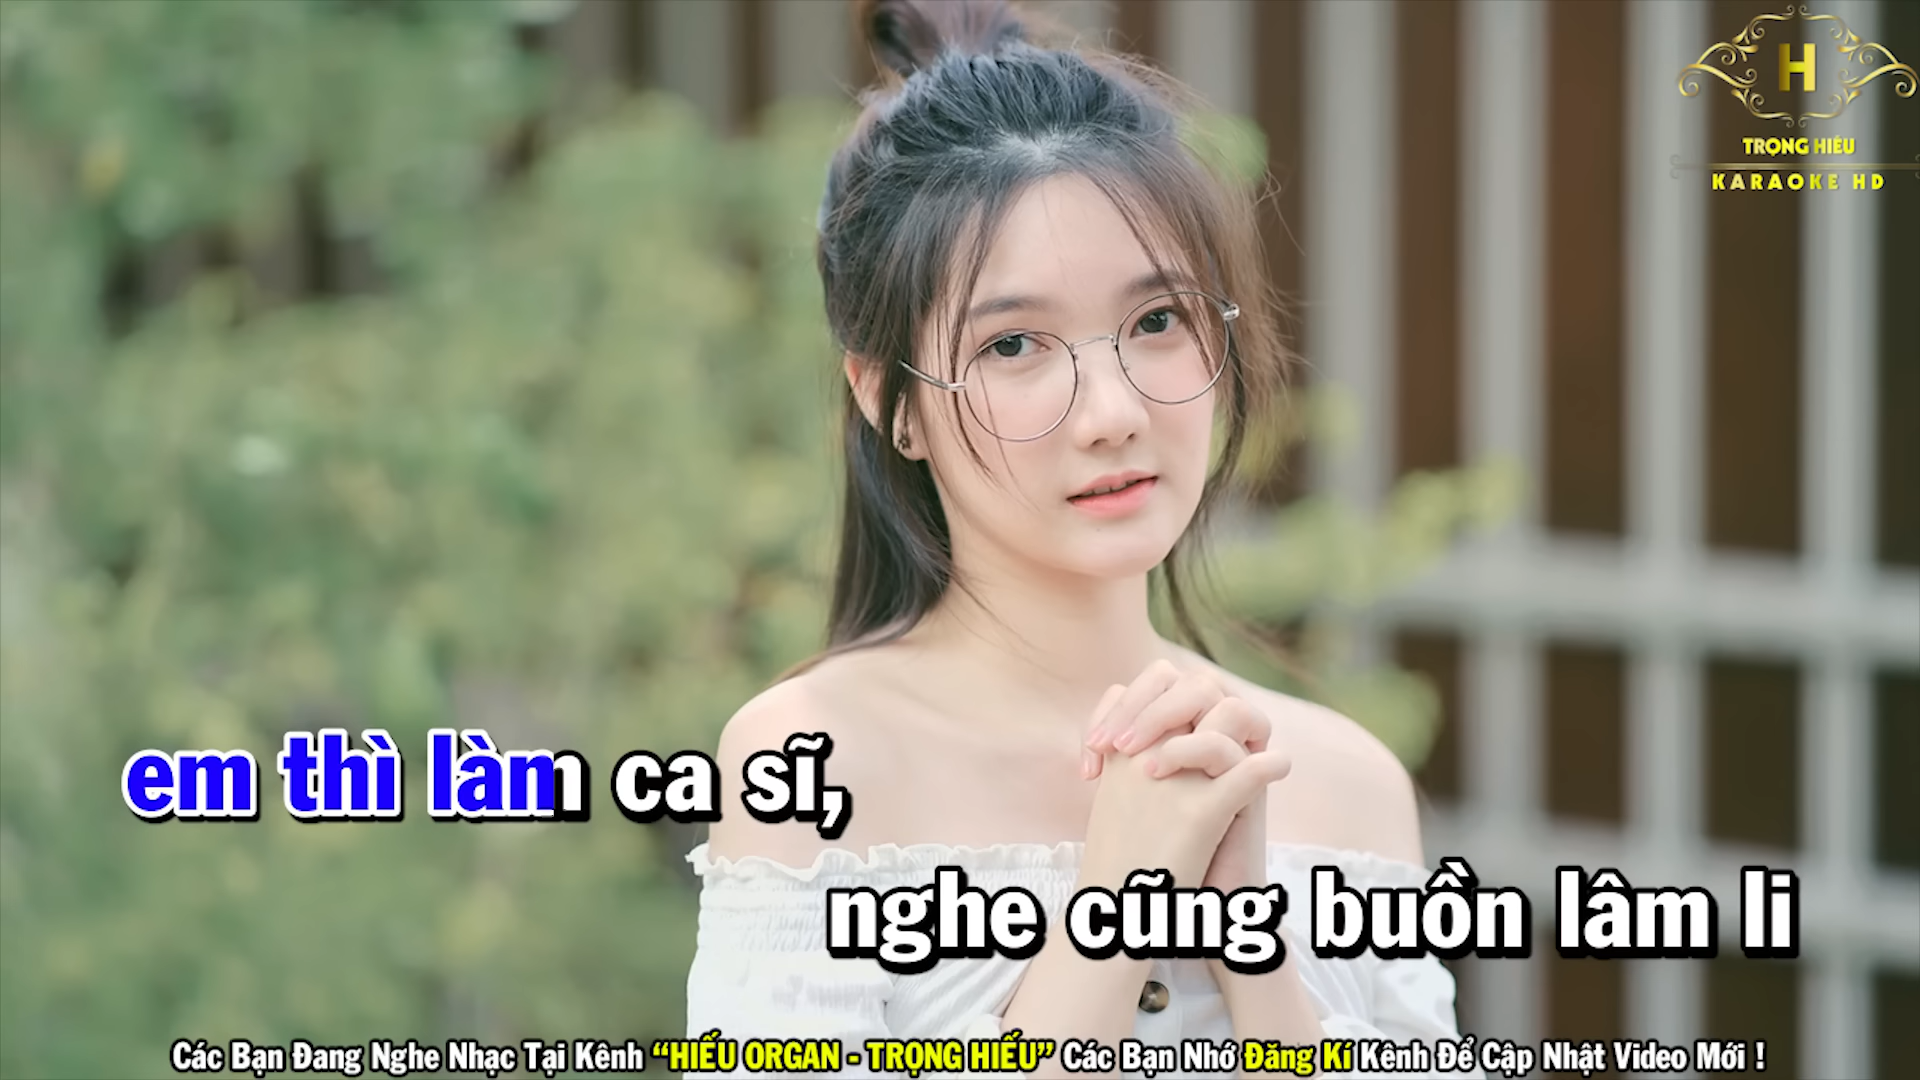 H
TRỌNG HIẾU
KARAOKE HD
em thì làm ca sĩ,
nghe cũng buồn lâm li
Các Bạn Đang Nghe Nhạc Tại Kênh “HIẾU ORGAN - TRỌNG HIẾU” Các Bạn Nhớ Đăng Kí Kênh Để Cập Nhật Video Mới !